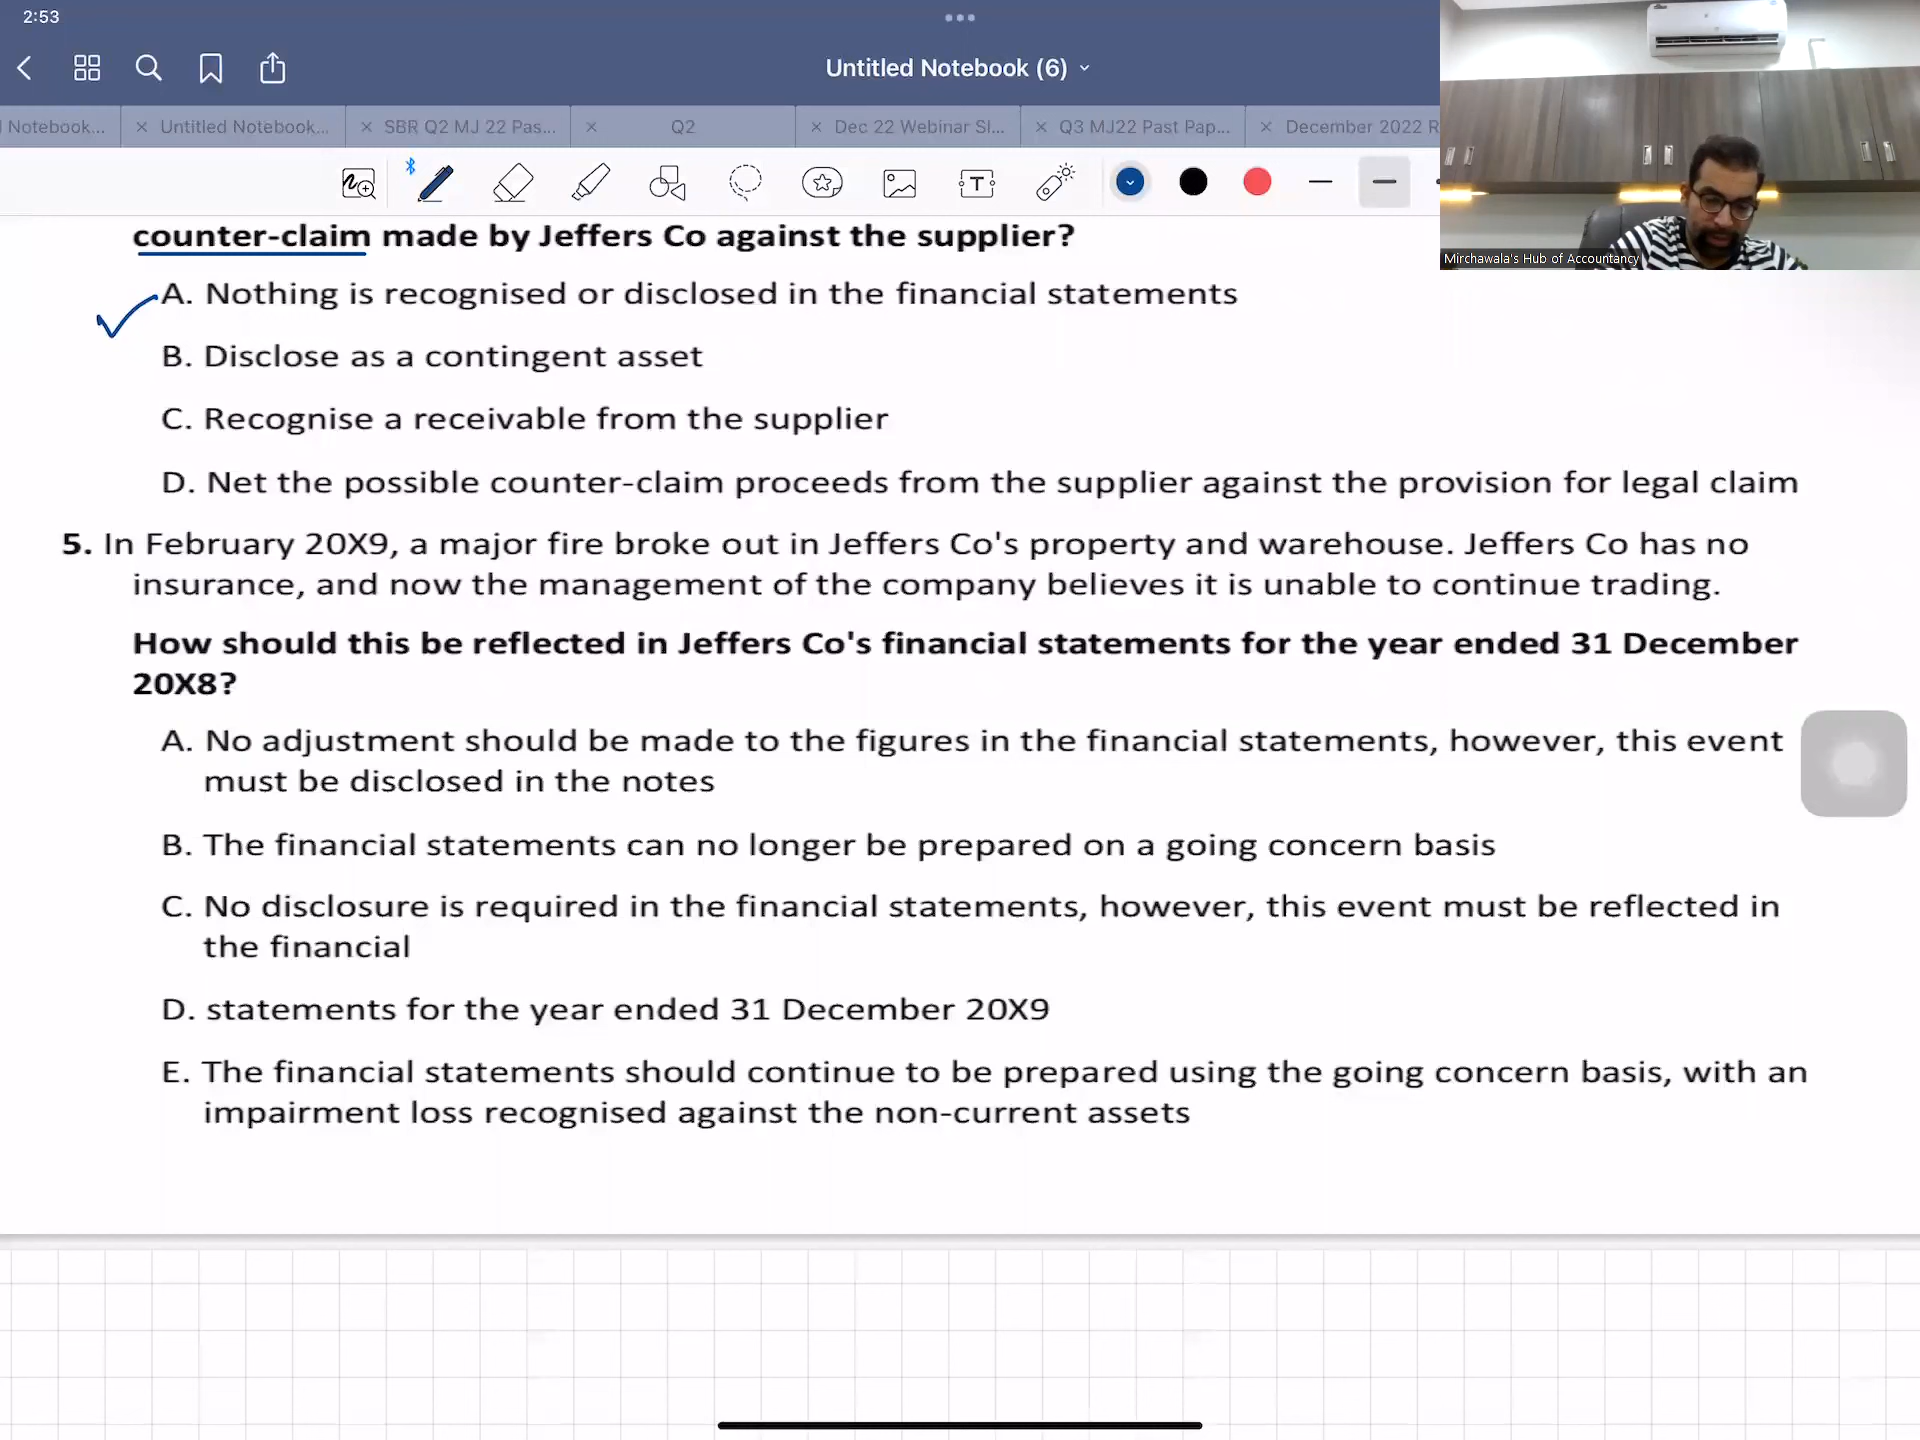 2:53
Untitled Notebook (6)
Notebook...
Untitled Notebook...
SBR Q2 MJ 22 Pas...
Q2
Dec 22 Webinar Sl...
Q3 MJ22 Past Pap...
December 2022 R
T
Mirchawala's Hub of Accountancy
counter-claim made by Jeffers Co against the supplier?
A. Nothing is recognised or disclosed in the financial statements
B. Disclose as a contingent asset
C. Recognise a receivable from the supplier
D. Net the possible counter-claim proceeds from the supplier against the provision for legal claim
5. In February 20X9, a major fire broke out in Jeffers Co's property and warehouse. Jeffers Co has no
insurance, and now the management of the company believes it is unable to continue trading.
How should this be reflected in Jeffers Co's financial statements for the year ended 31 December
20X8?
A. No adjustment should be made to the figures in the financial statements, however, this event
must be disclosed in the notes
B. The financial statements can no longer be prepared on a going concern basis
C. No disclosure is required in the financial statements, however, this event must be reflected in
the financial
D. statements for the year ended 31 December 20X9
E. The financial statements should continue to be prepared using the going concern basis, with an
impairment loss recognised against the non-current assets